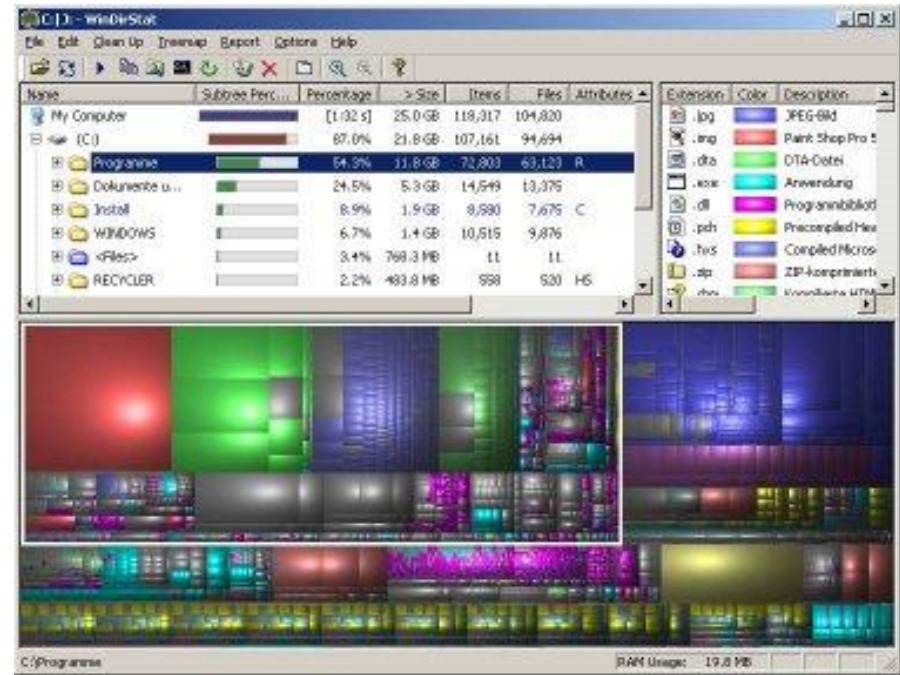 C:| D: - WinDirStat
File Edit Clean Up Treemap Report Options Help
Name Subtree Perc... Percentage > Size Items Files Attributes
My Computer [1:32 s] 25.0 GB 118,317 104,820
(C:) 87.0% 21.8 GB 107,161 94,694
Programme 54.3% 11.8 GB 72,803 63,123 R
Dokumente u... 24.5% 5.3 GB 14,549 13,375
Install 8.9% 1.9 GB 8,580 7,675 C
WINDOWS 6.7% 1.4 GB 10,515 9,876
<Files> 3.4% 768.3 MB 11 11
RECYCLER 2.2% 483.8 MB 558 520 HS
Extension Color Description
.jpg JPEG-Bild
.img Paint Shop Pro 5
.dta DTA-Datei
.exe Anwendung
.dll Programmbibliot
.pch Precompiled Hea
.hxs Compiled Micros
.zip ZIP-komprimiert
C:\Programme
RAM Usage: 19.8 MB